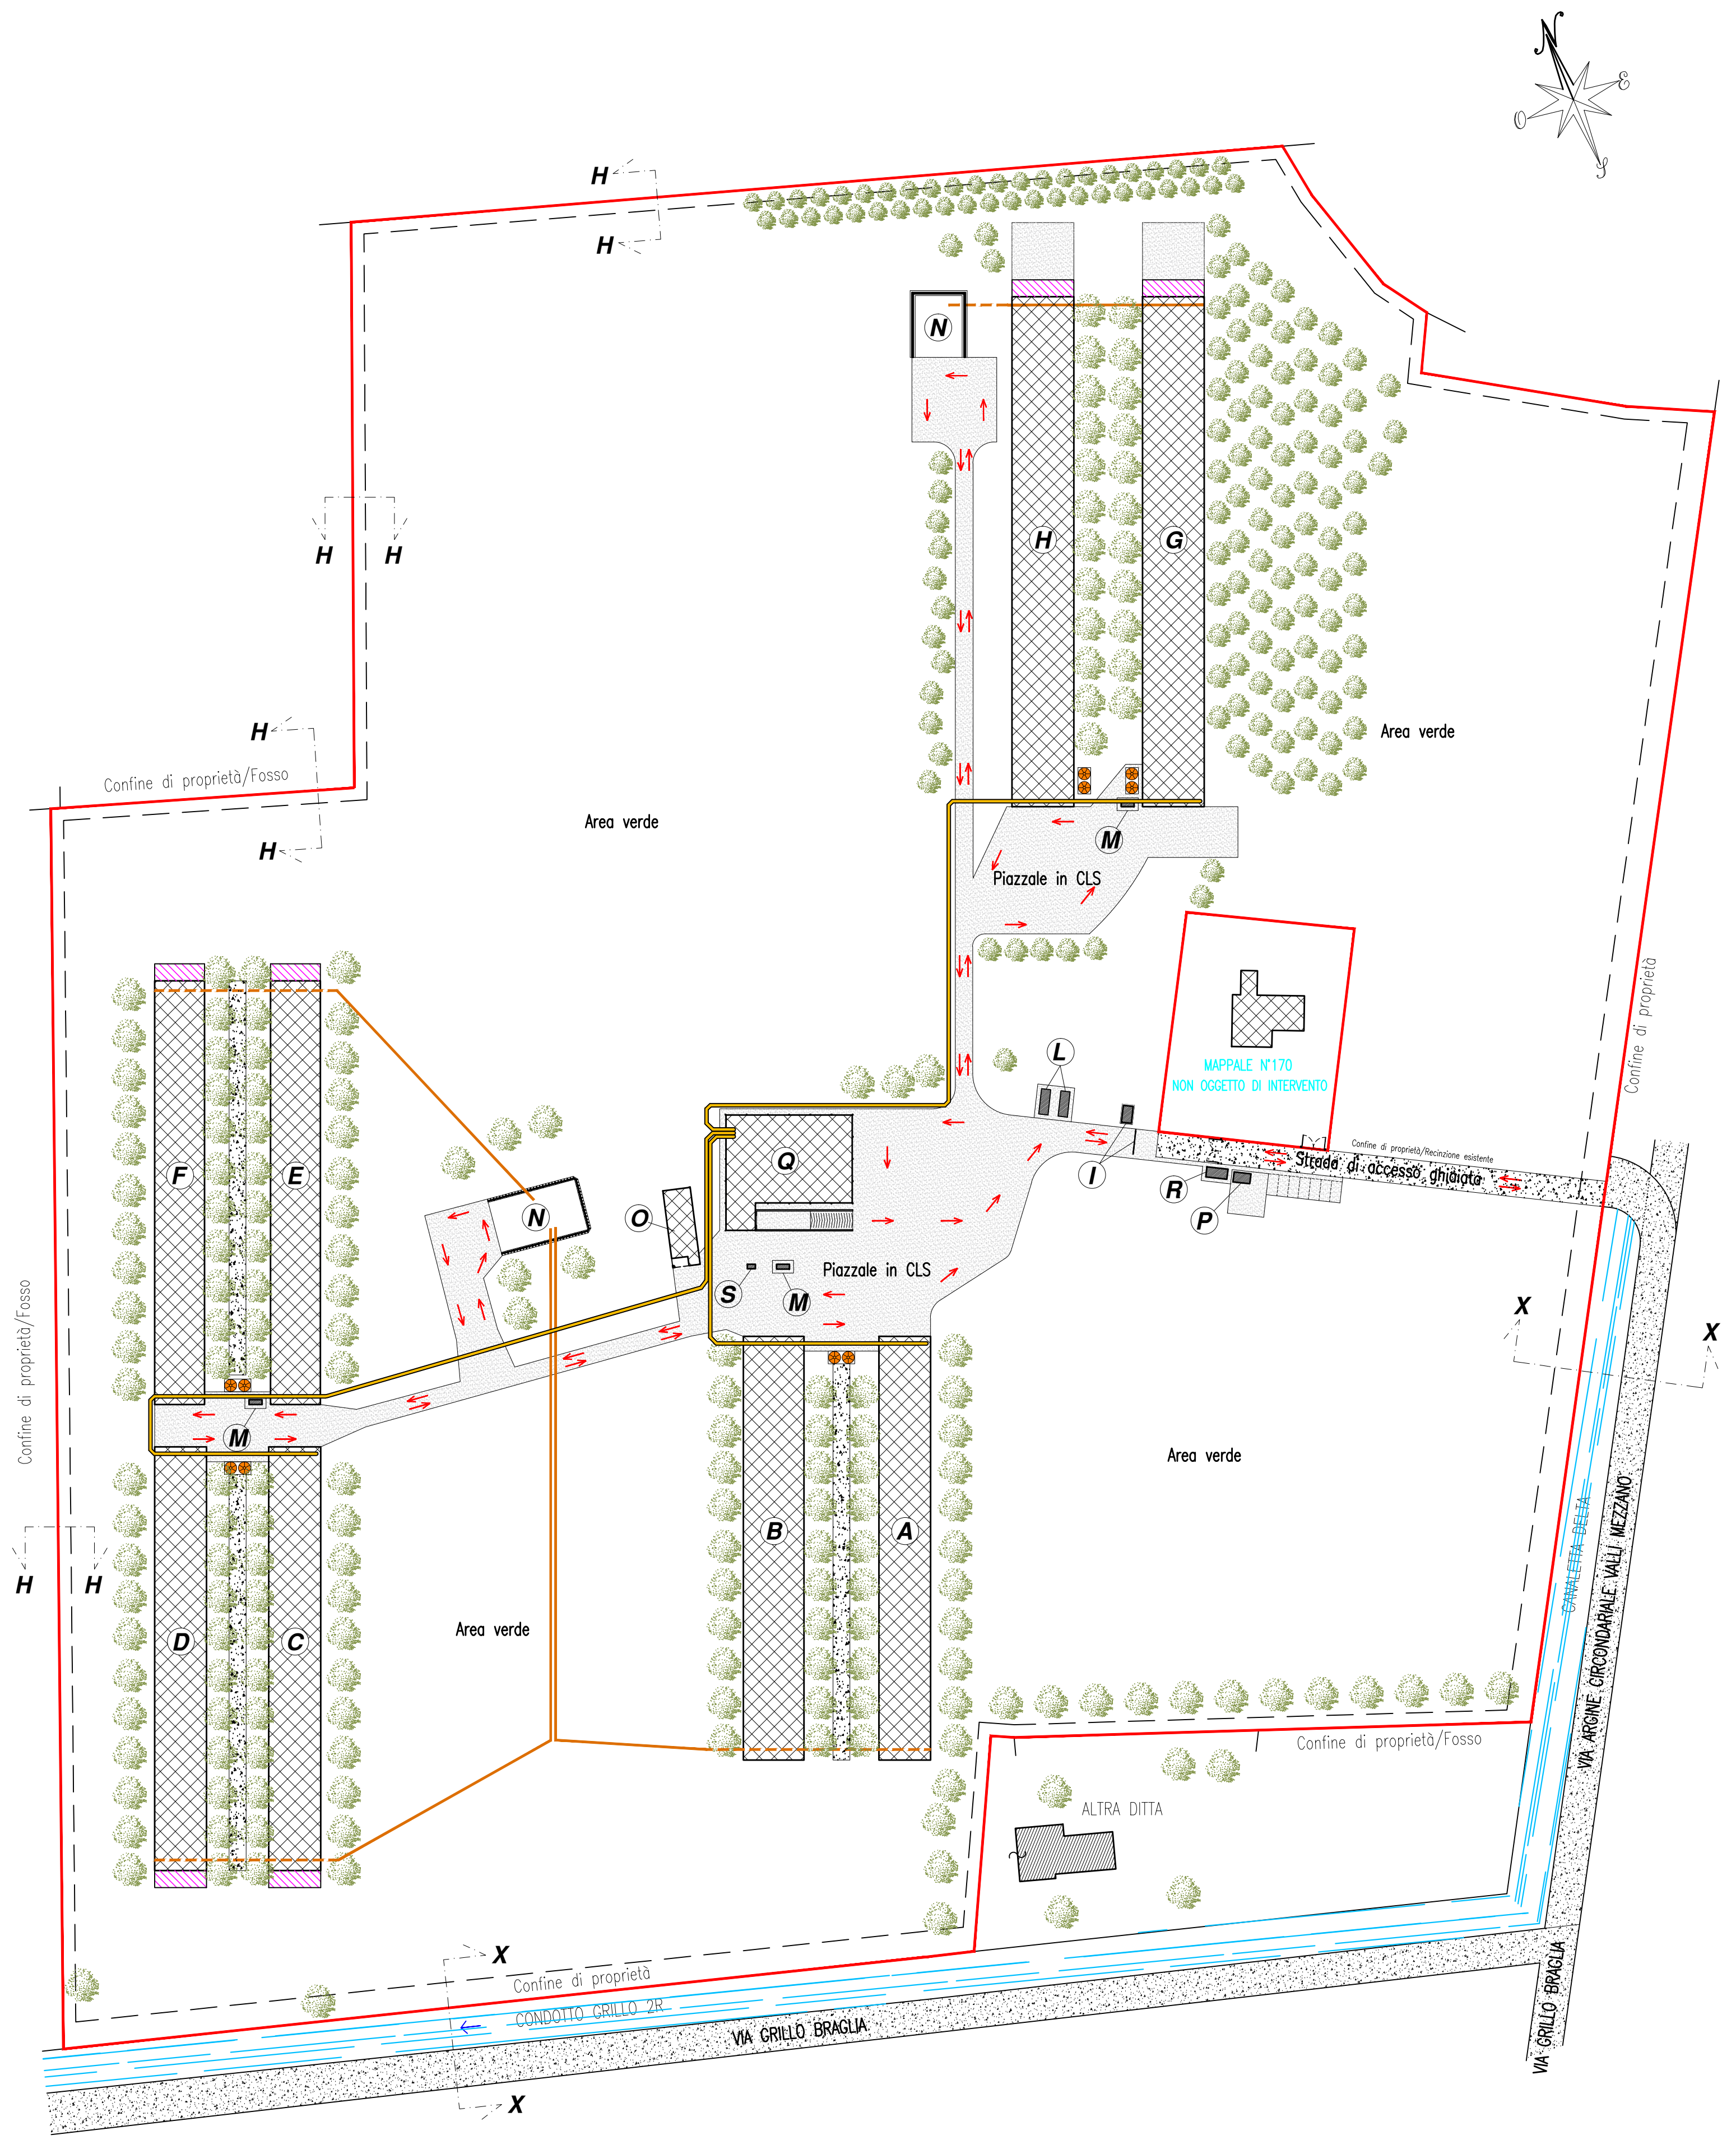 N
E
O
S
H
H
N
H
G
H
H
H
Area verde
Confine di proprietà/Fosso
Area verde
M
H
Piazzale in CLS
Confine di proprietà
L
MAPPALE N°170
NON OGGETTO DI INTERVENTO
Confine di proprietà/Recinzione esistente
Strada di accesso ghiaiata
F
E
Q
I
R
P
N
O
Piazzale in CLS
S
M
X
X
Confine di proprietà/Fosso
M
Area verde
B
A
H
H
CANALETTA DELTA
VIA ARGINE CIRCONDARIALE VALLI MEZZANO
Area verde
D
C
Confine di proprietà/Fosso
ALTRA DITTA
X
Confine di proprietà
CONDOTTO GRILLO 2R
VIA GRILLO BRAGLIA
VIA GRILLO BRAGLIA
X